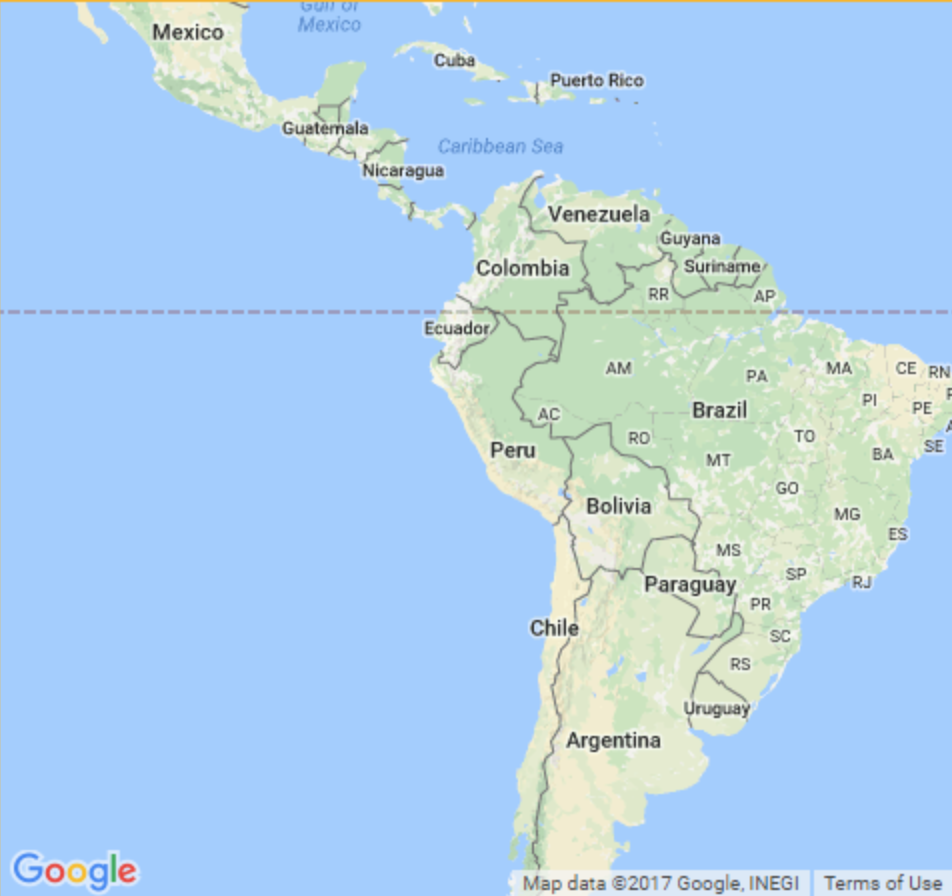 Gulf of
Mexico
Mexico
Cuba
Puerto Rico
Guatemala
Caribbean Sea
Nicaragua
Venezuela
Guyana
Colombia
Suriname
RR
AP
Ecuador
AM
PA
MA
CE
RN
PI
PE
AC
Brazil
TO
RO
SE
Peru
MT
BA
GO
Bolivia
MG
ES
MS
SP
RJ
Paraguay
PR
Chile
SC
RS
Uruguay
Argentina
Google
Map data ©2017 Google, INEGI
Terms of Use